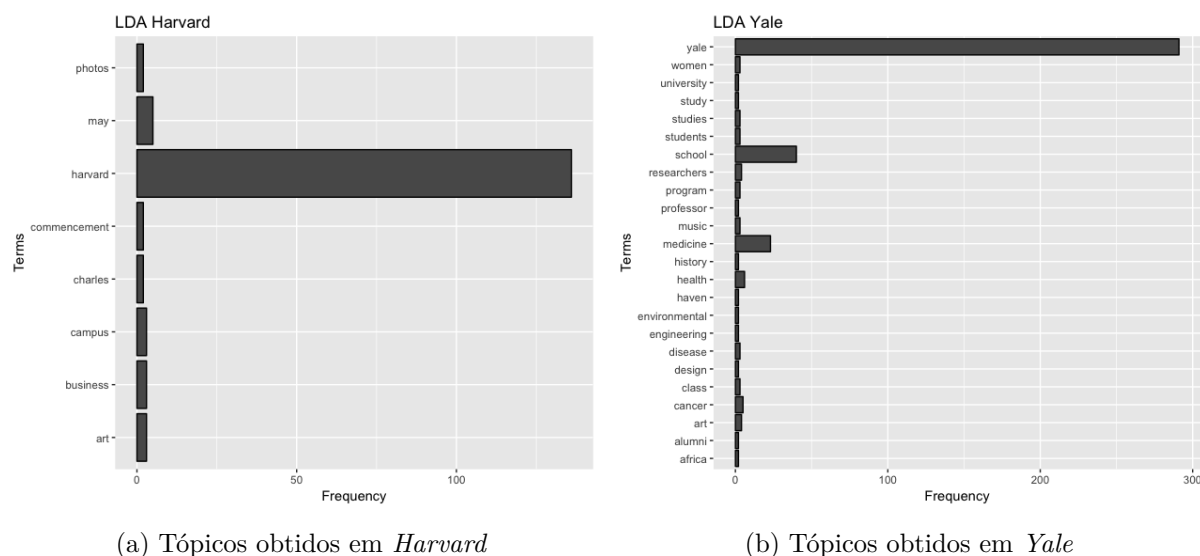 LDA Harvard
photos
may
harvard
commencement
charles
campus
business
art
Terms
0 50 100
Frequency
(a) Tópicos obtidos em Harvard
LDA Yale
yale
women
university
study
studies
students
school
researchers
program
professor
music
medicine
history
health
haven
environmental
engineering
disease
design
class
cancer
art
alumni
africa
Terms
0 100 200 300
Frequency
(b) Tópicos obtidos em Yale